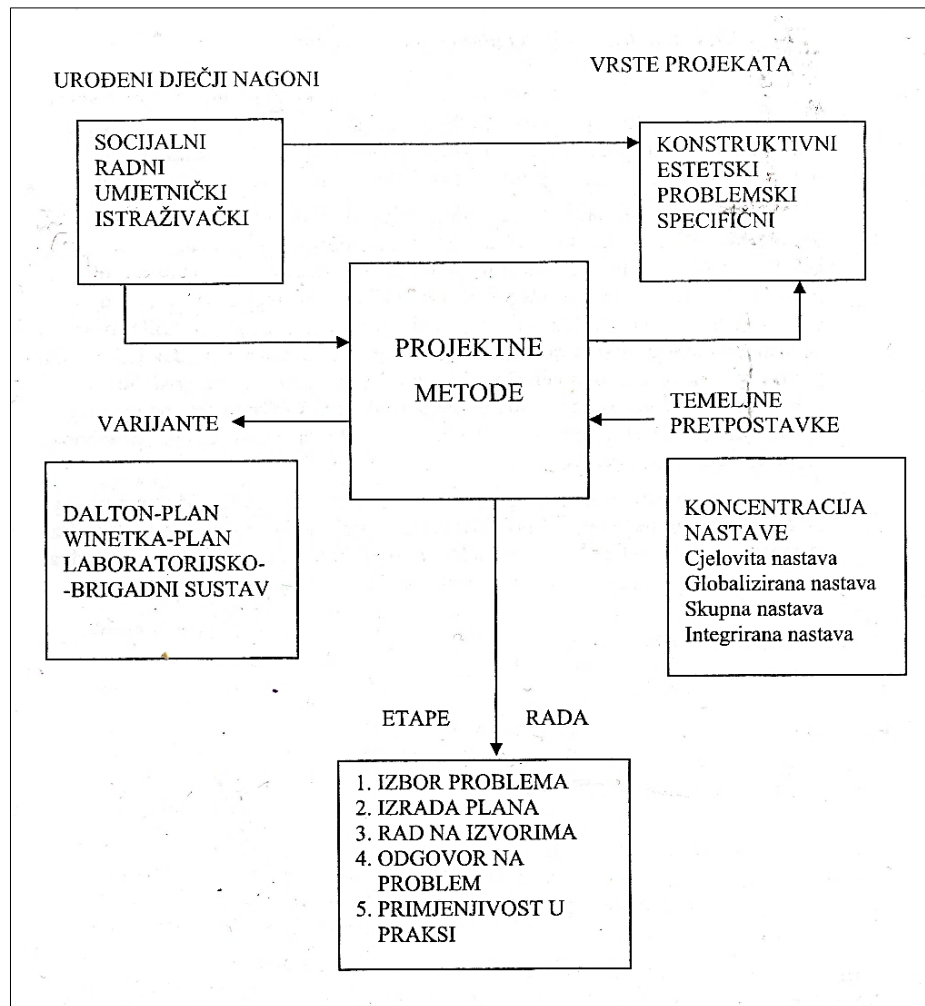 UROĐENI DJEČJI NAGONI
VRSTE PROJEKATA
SOCIJALNI
RADNI
UMJETNIČKI
ISTRAŽIVAČKI
KONSTRUKTIVNI
ESTETSKI
PROBLEMSKI
SPECIFIČNI
PROJEKTNE
METODE
VARIJANTE
TEMELJNE
PRETPOSTAVKE
DALTON-PLAN
WINETKA-PLAN
LABORATORIJSKO-
-BRIGADNI SUSTAV
KONCENTRACIJA
NASTAVE
Cjelovita nastava
Globalizirana nastava
Skupna nastava
Integrirana nastava
ETAPE RADA
1. IZBOR PROBLEMA
2. IZRADA PLANA
3. RAD NA IZVORIMA
4. ODGOVOR NA
PROBLEM
5. PRIMJENJIVOST U
PRAKSI